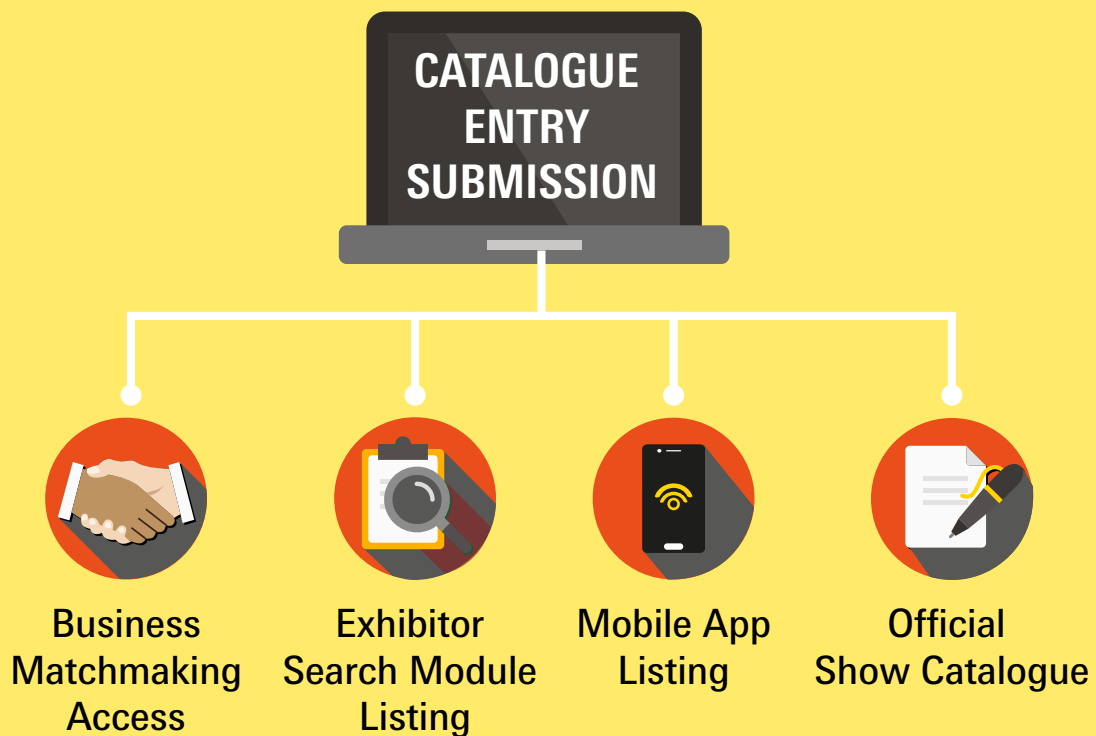 CATALOGUE
ENTRY
SUBMISSION
Business
Matchmaking
Access
Exhibitor
Search Module
Listing
Mobile App
Listing
Official
Show Catalogue